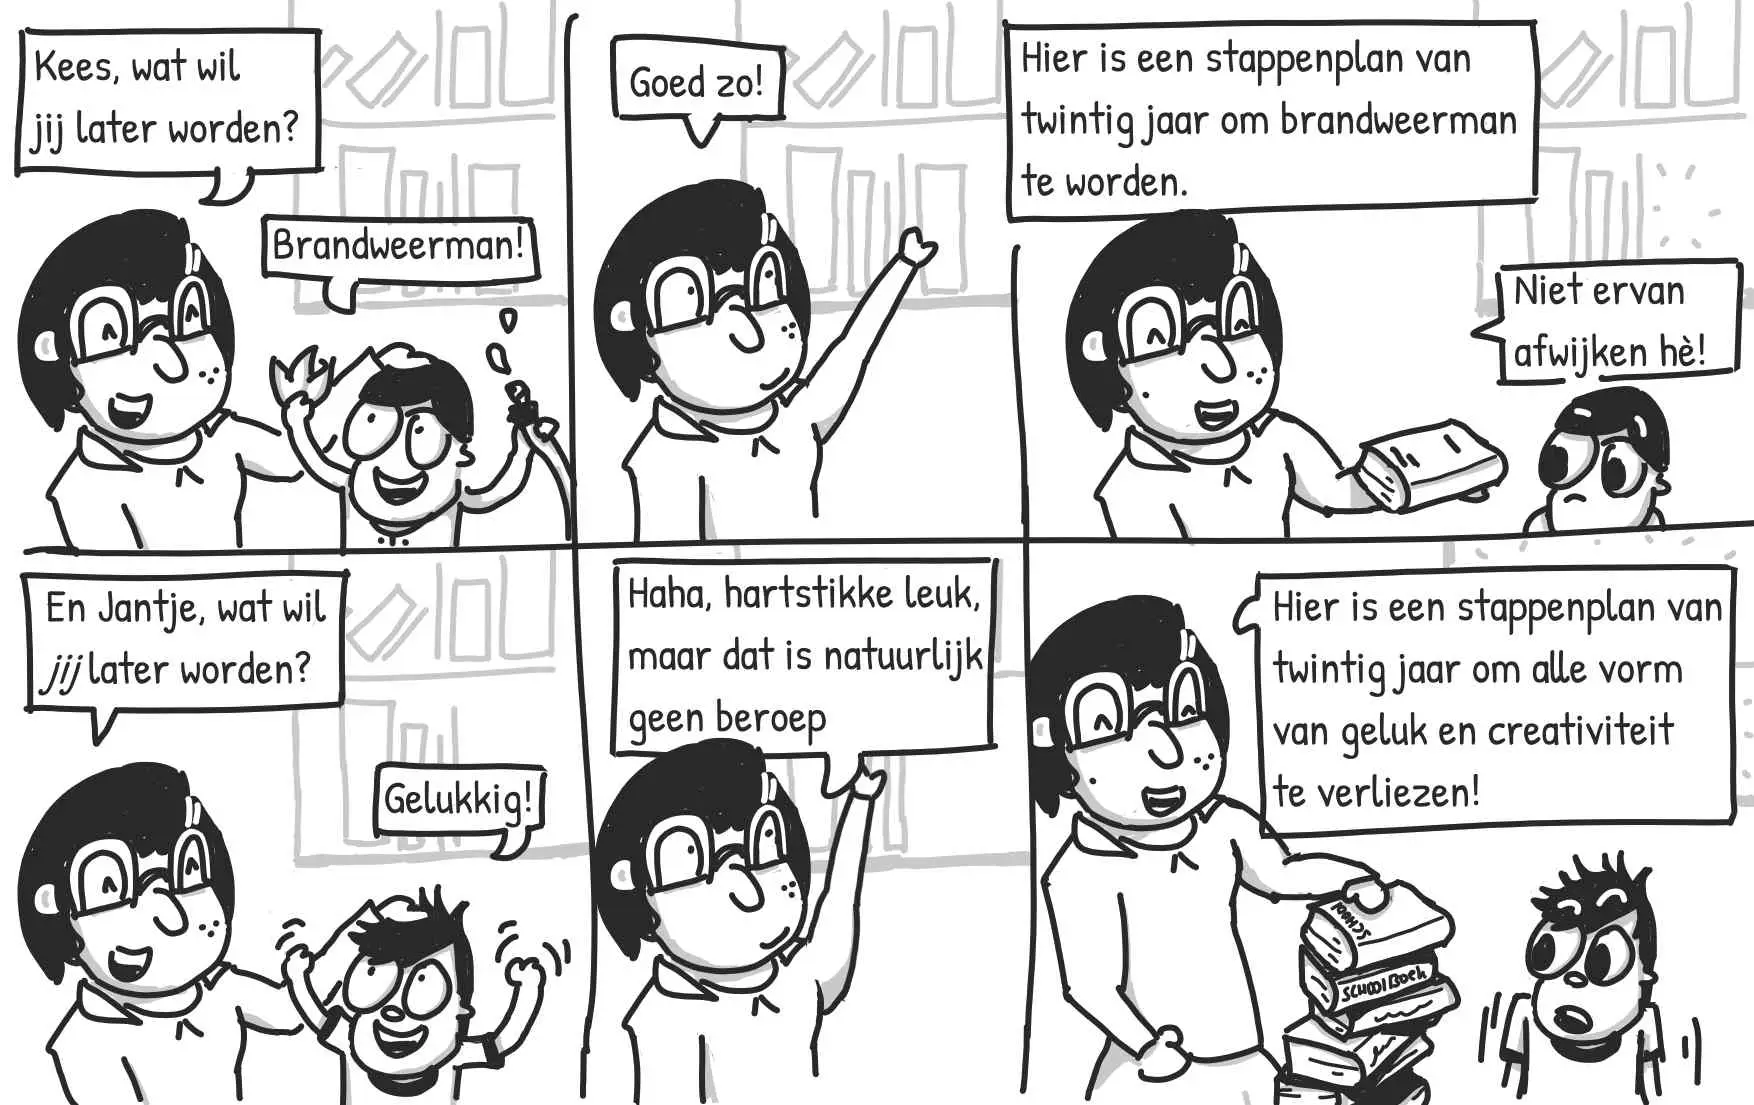 Kees, wat wil
jij later worden?
Brandweerman!
Goed zo!
Hier is een stappenplan van
twintig jaar om brandweerman
te worden.
Niet ervan
afwijken hè!
En Jantje, wat wil
jij later worden?
Gelukkig!
Haha, hartstikke leuk,
maar dat is natuurlijk
geen beroep
Hier is een stappenplan van
twintig jaar om alle vorm
van geluk en creativiteit
te verliezen!
SCHOOL
SCHOOLBOEK